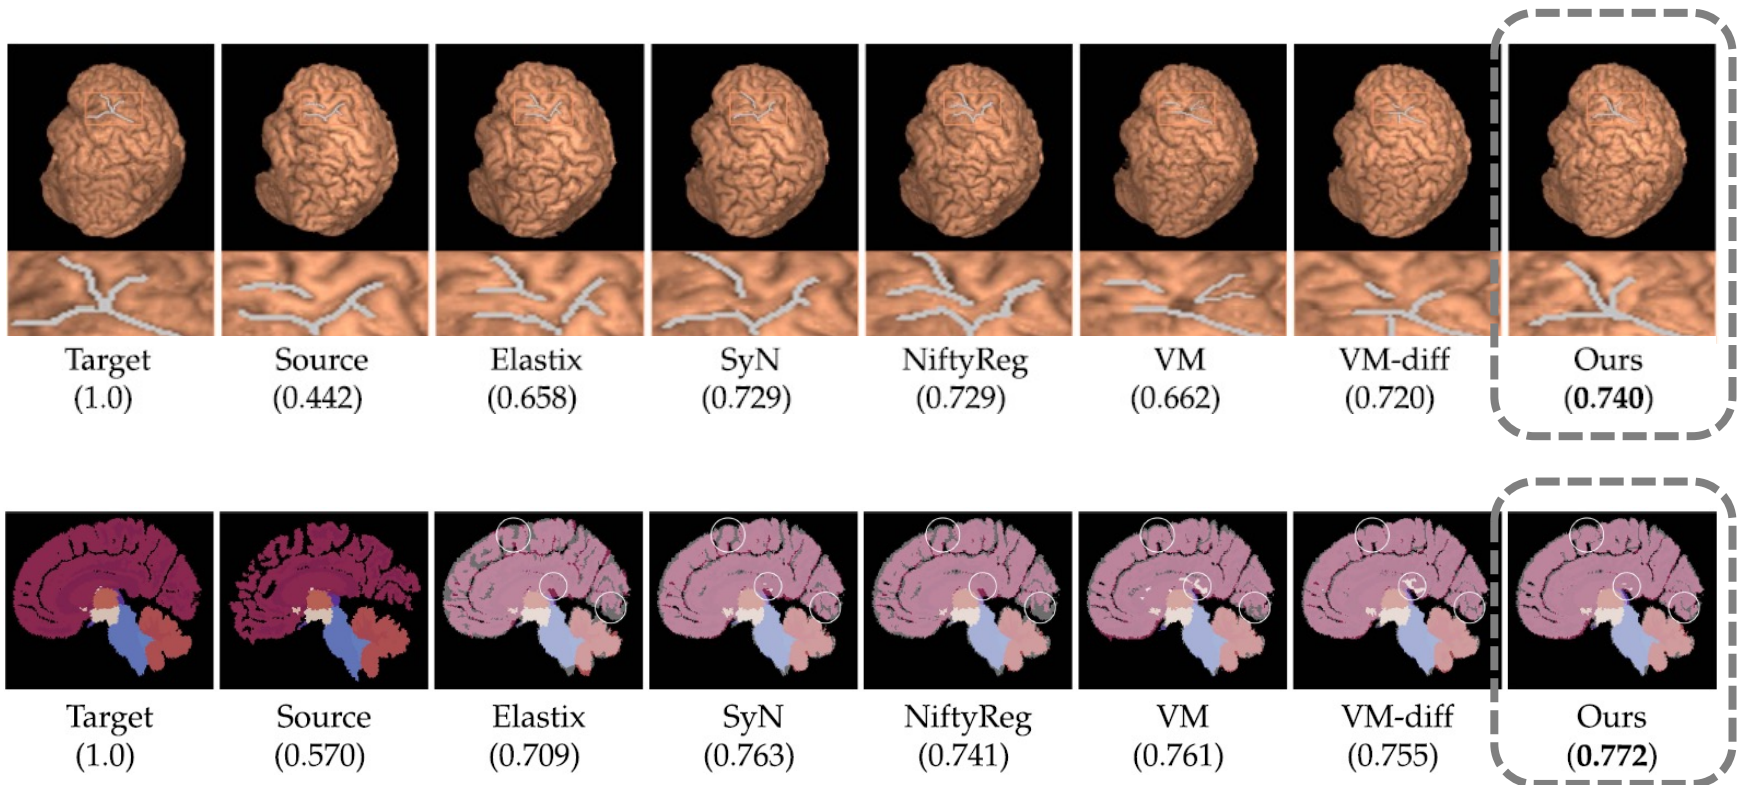 Target Source Elastix SyN NiftyReg VM VM-diff Ours
(1.0) (0.442) (0.658) (0.729) (0.729) (0.662) (0.720) (0.740)
Target Source Elastix SyN NiftyReg VM VM-diff Ours
(1.0) (0.570) (0.709) (0.763) (0.741) (0.761) (0.755) (0.772)